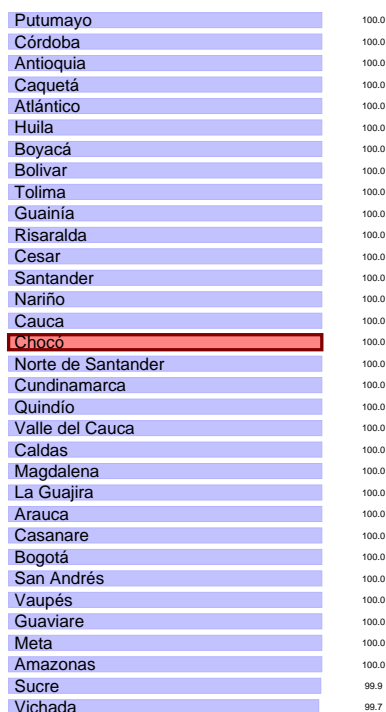 Putumayo 100.0
Córdoba 100.0
Antioquia 100.0
Caquetá 100.0
Atlántico 100.0
Huila 100.0
Boyacá 100.0
Bolivar 100.0
Tolima 100.0
Guainía 100.0
Risaralda 100.0
Cesar 100.0
Santander 100.0
Nariño 100.0
Cauca 100.0
Chocó 100.0
Norte de Santander 100.0
Cundinamarca 100.0
Quindío 100.0
Valle del Cauca 100.0
Caldas 100.0
Magdalena 100.0
La Guajira 100.0
Arauca 100.0
Casanare 100.0
Bogotá 100.0
San Andrés 100.0
Vaupés 100.0
Guaviare 100.0
Meta 100.0
Amazonas 100.0
Sucre 99.9
Vichada 99.7